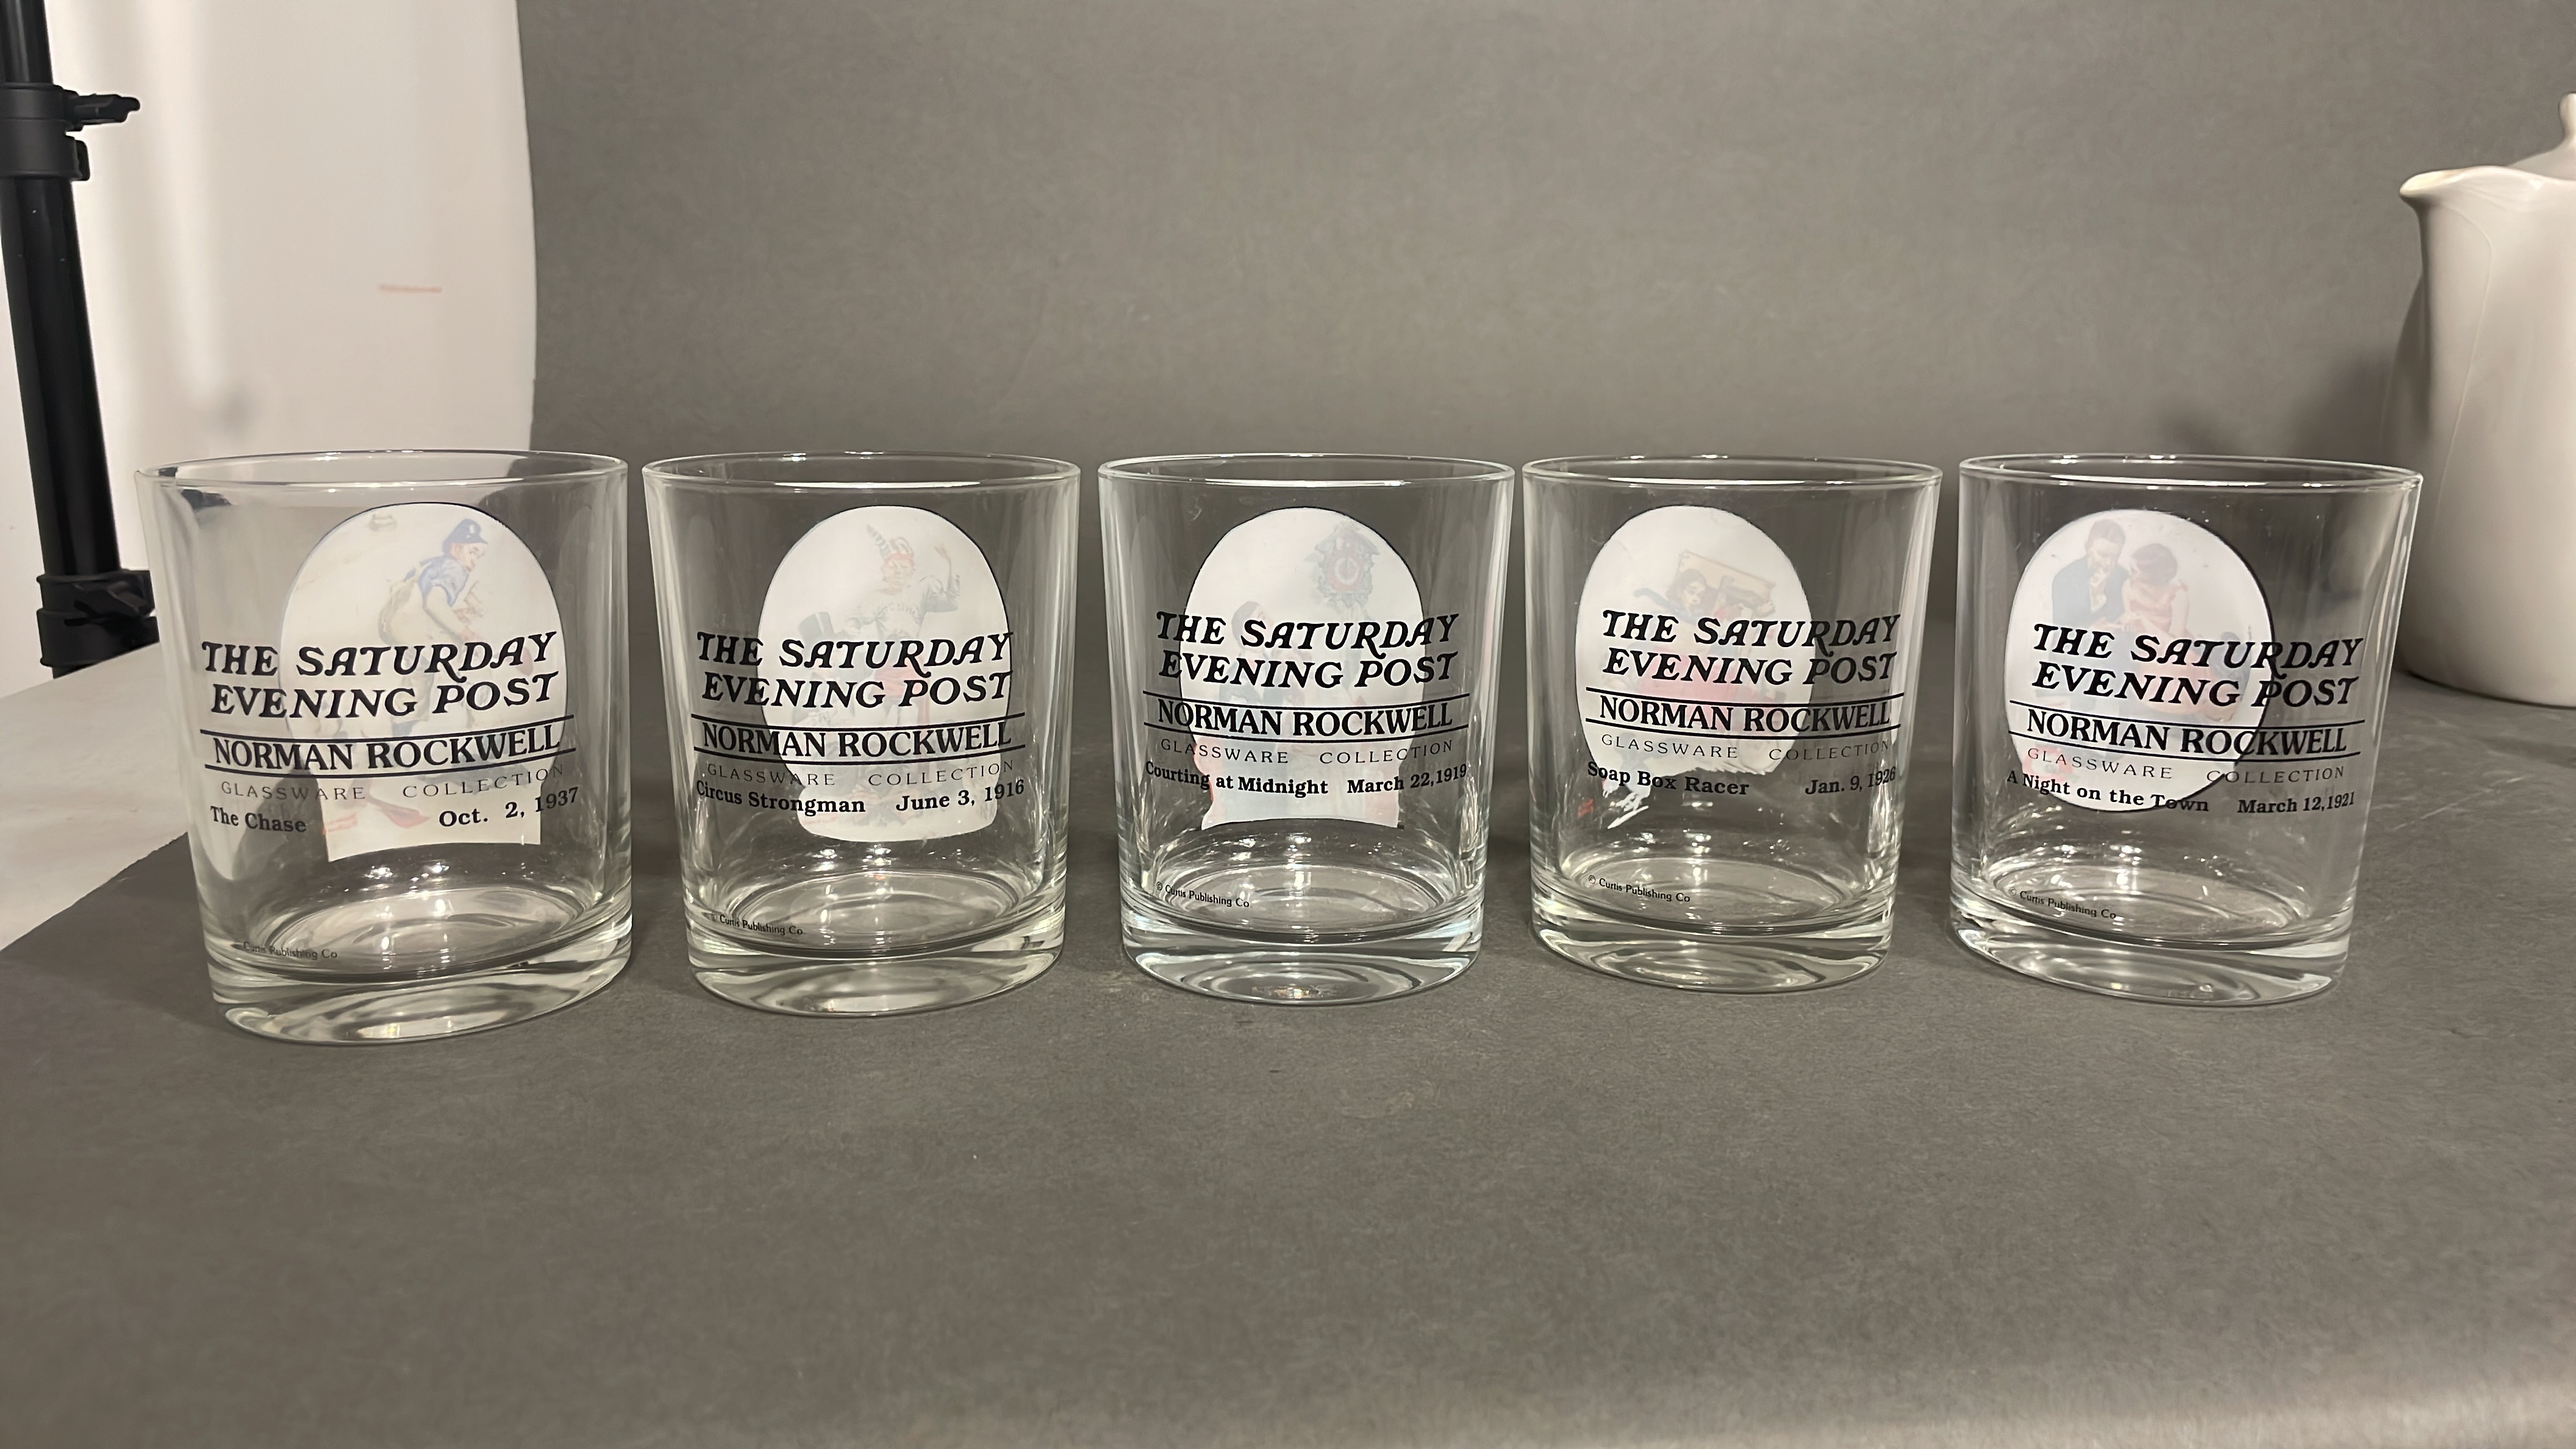 THE SATURDAY
EVENING POST
NORMAN ROCKWELL
GLASSWARE COLLECTION
The Chase Oct. 2, 1937
Curtis Publishing Co
THE SATURDAY
EVENING POST
NORMAN ROCKWELL
GLASSWARE COLLECTION
Circus Strongman June 3, 1916
Curtis Publishing Co
THE SATURDAY
EVENING POST
NORMAN ROCKWELL
GLASSWARE COLLECTION
Courting at Midnight March 22,1919
© Curtis Publishing Co
THE SATURDAY
EVENING POST
NORMAN ROCKWELL
GLASSWARE COLLECTION
Soap Box Racer Jan. 9, 1926
© Curtis Publishing Co
THE SATURDAY
EVENING POST
NORMAN ROCKWELL
GLASSWARE COLLECTION
A Night on the Town March 12,1921
© Curtis Publishing Co